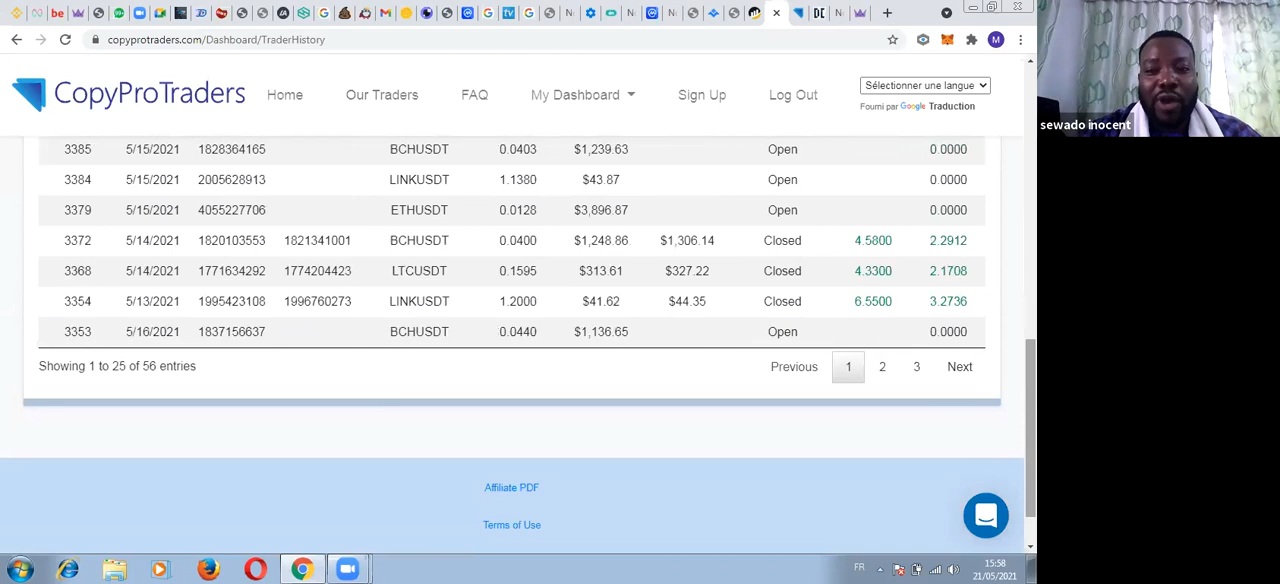 be
TV
DC
M
copyprotraders.com/Dashboard/TraderHistory
CopyProTraders
Home
Our Traders
FAQ
My Dashboard
Sign Up
Log Out
Sélectionner une langue
Fourni par Google Traduction
sewado inocent
3385 5/15/2021 1828364165 BCHUSDT 0.0403 $1,239.63 Open 0.0000
3384 5/15/2021 2005628913 LINKUSDT 1.1380 $43.87 Open 0.0000
3379 5/15/2021 4055227706 ETHUSDT 0.0128 $3,896.87 Open 0.0000
3372 5/14/2021 1820103553 1821341001 BCHUSDT 0.0400 $1,248.86 $1,306.14 Closed 4.5800 2.2912
3368 5/14/2021 1771634292 1774204423 LTCUSDT 0.1595 $313.61 $327.22 Closed 4.3300 2.1708
3354 5/13/2021 1995423108 1996760273 LINKUSDT 1.2000 $41.62 $44.35 Closed 6.5500 3.2736
3353 5/16/2021 1837156637 BCHUSDT 0.0440 $1,136.65 Open 0.0000
Showing 1 to 25 of 56 entries
Previous 1 2 3 Next
Affiliate PDF
Terms of Use
FR
15:58
21/05/2021